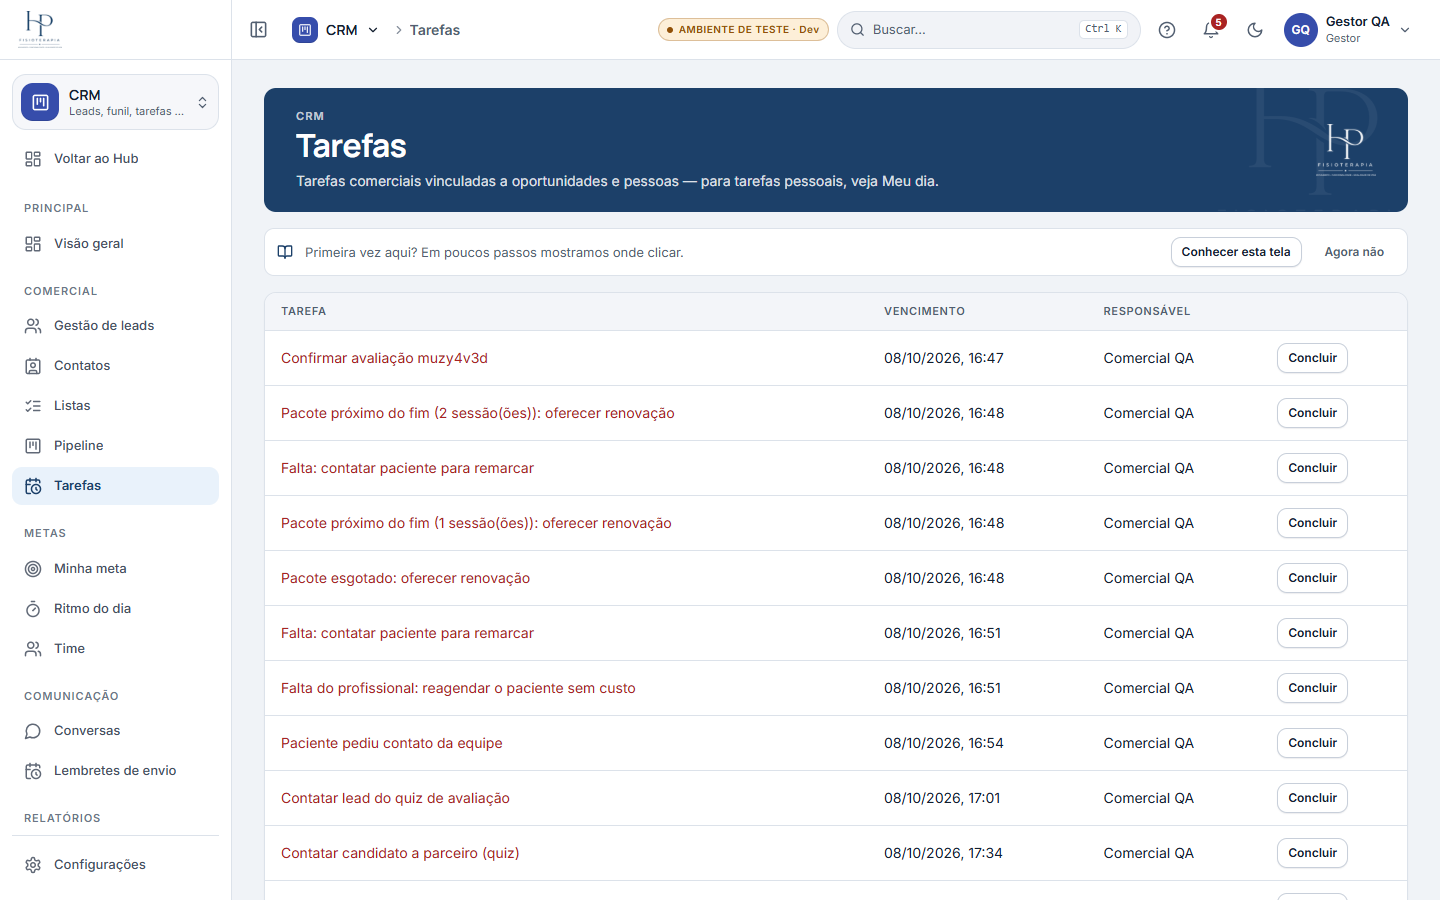 HP
FISIOTERAPIA
CRM
Tarefas
AMBIENTE DE TESTE · Dev
Buscar...
Ctrl K
5
GQ
Gestor QA
Gestor
CRM
Leads, funil, tarefas ...
Voltar ao Hub
PRINCIPAL
Visão geral
COMERCIAL
Gestão de leads
Contatos
Listas
Pipeline
Tarefas
METAS
Minha meta
Ritmo do dia
Time
COMUNICAÇÃO
Conversas
Lembretes de envio
RELATÓRIOS
Configurações
CRM
Tarefas
Tarefas comerciais vinculadas a oportunidades e pessoas — para tarefas pessoais, veja Meu dia.
HP
FISIOTERAPIA
Primeira vez aqui? Em poucos passos mostramos onde clicar.
Conhecer esta tela
Agora não
TAREFA VENCIMENTO RESPONSÁVEL
Confirmar avaliação muzy4v3d 08/10/2026, 16:47 Comercial QA Concluir
Pacote próximo do fim (2 sessão(ões)): oferecer renovação 08/10/2026, 16:48 Comercial QA Concluir
Falta: contatar paciente para remarcar 08/10/2026, 16:48 Comercial QA Concluir
Pacote próximo do fim (1 sessão(ões)): oferecer renovação 08/10/2026, 16:48 Comercial QA Concluir
Pacote esgotado: oferecer renovação 08/10/2026, 16:48 Comercial QA Concluir
Falta: contatar paciente para remarcar 08/10/2026, 16:51 Comercial QA Concluir
Falta do profissional: reagendar o paciente sem custo 08/10/2026, 16:51 Comercial QA Concluir
Paciente pediu contato da equipe 08/10/2026, 16:54 Comercial QA Concluir
Contatar lead do quiz de avaliação 08/10/2026, 17:01 Comercial QA Concluir
Contatar candidato a parceiro (quiz) 08/10/2026, 17:34 Comercial QA Concluir